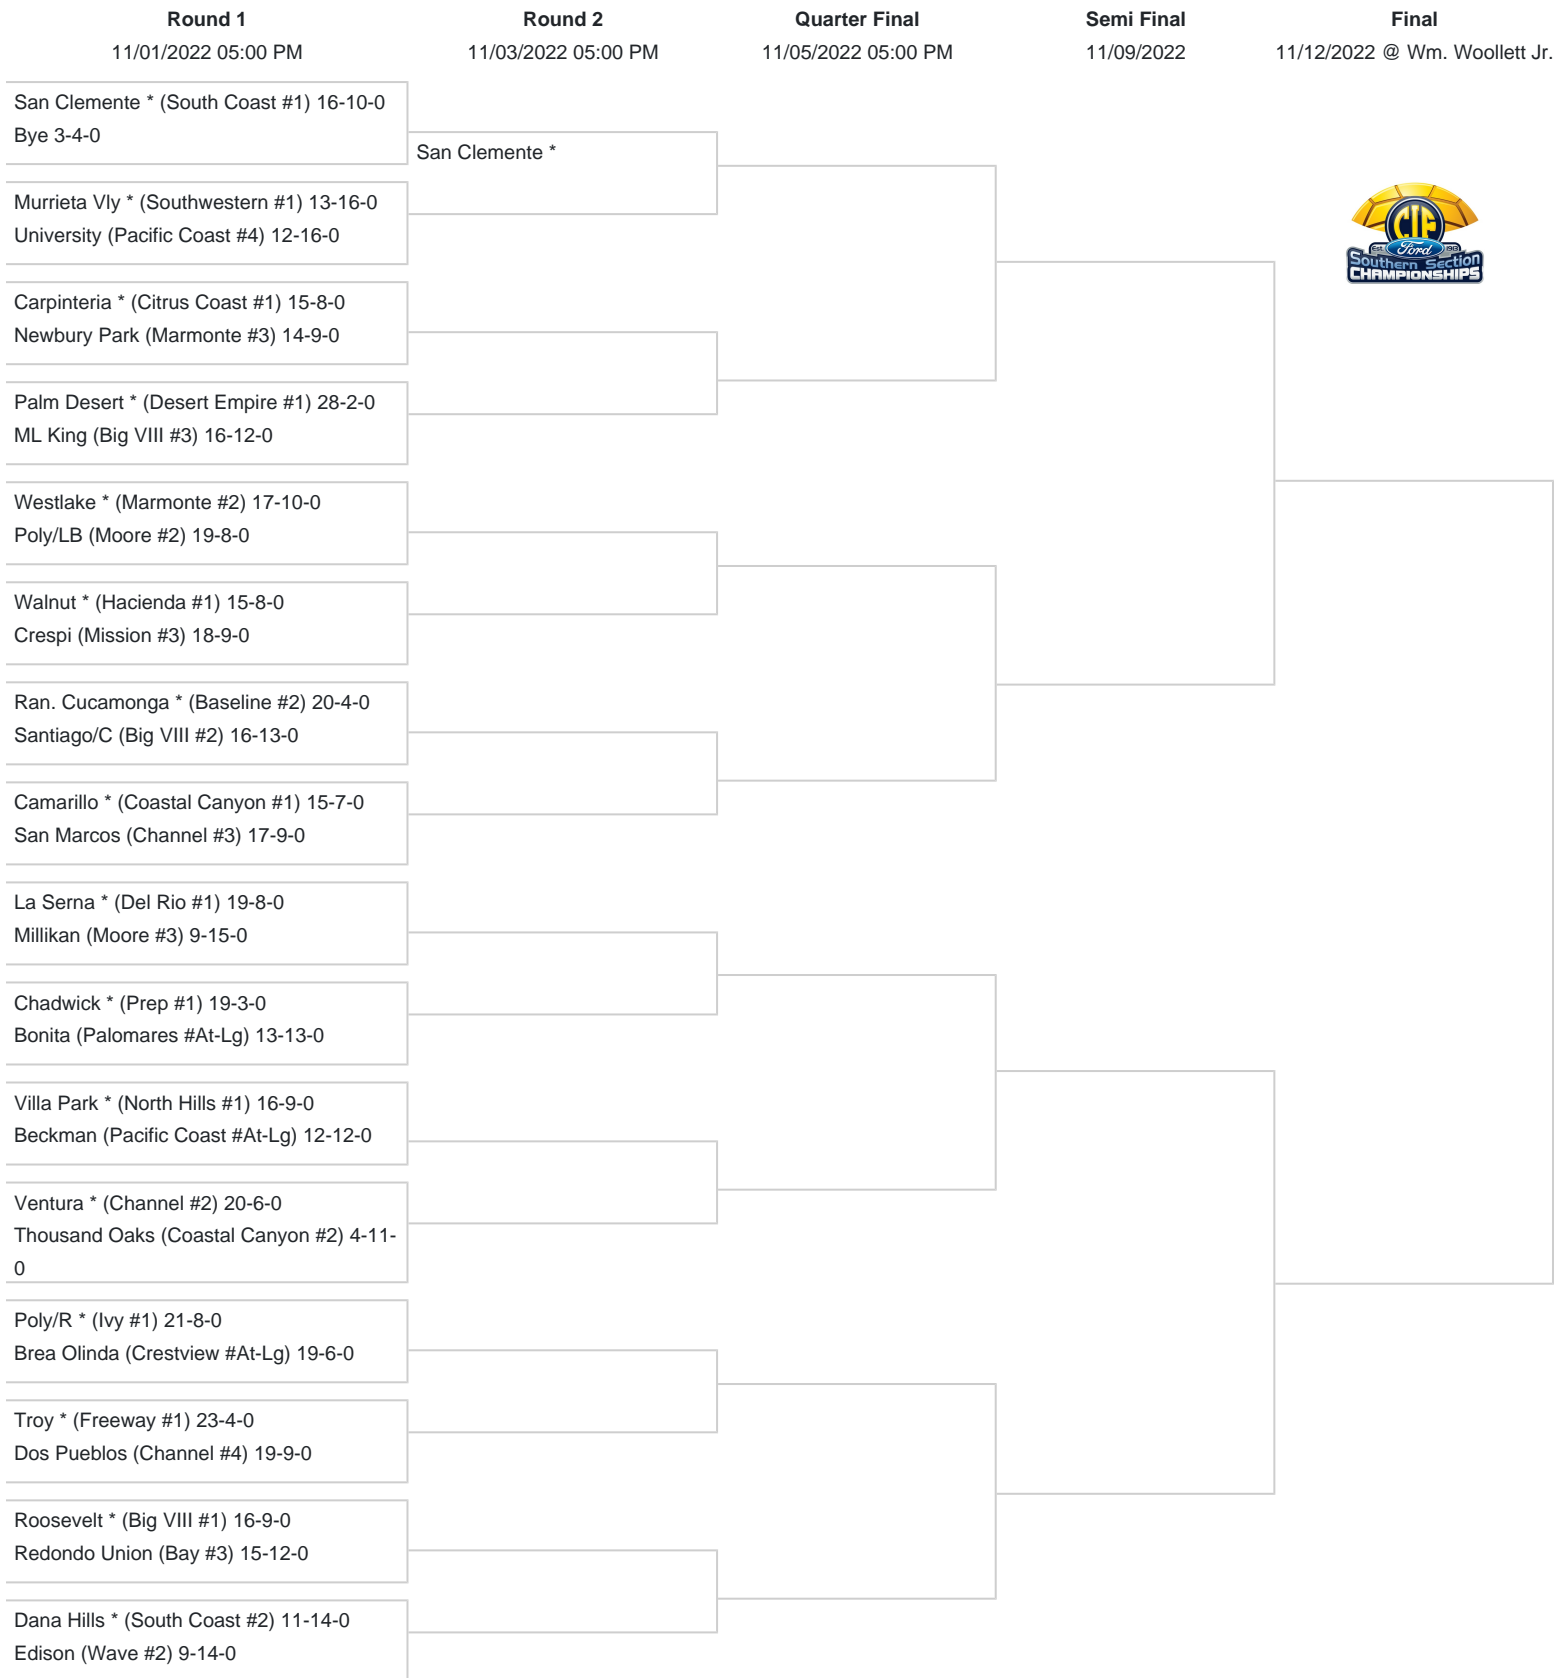 Round 1
11/01/2022 05:00 PM
Round 2
11/03/2022 05:00 PM
Quarter Final
11/05/2022 05:00 PM
Semi Final
11/09/2022
Final
11/12/2022 @ Wm. Woollett Jr.
San Clemente * (South Coast #1) 16-10-0
Bye 3-4-0
San Clemente *
Murrieta Vly * (Southwestern #1) 13-16-0
University (Pacific Coast #4) 12-16-0
CIF
Est.
Ford
Southern Section
CHAMPIONSHIPS
Carpinteria * (Citrus Coast #1) 15-8-0
Newbury Park (Marmonte #3) 14-9-0
Palm Desert * (Desert Empire #1) 28-2-0
ML King (Big VIII #3) 16-12-0
Westlake * (Marmonte #2) 17-10-0
Poly/LB (Moore #2) 19-8-0
Walnut * (Hacienda #1) 15-8-0
Crespi (Mission #3) 18-9-0
Ran. Cucamonga * (Baseline #2) 20-4-0
Santiago/C (Big VIII #2) 16-13-0
Camarillo * (Coastal Canyon #1) 15-7-0
San Marcos (Channel #3) 17-9-0
La Serna * (Del Rio #1) 19-8-0
Millikan (Moore #3) 9-15-0
Chadwick * (Prep #1) 19-3-0
Bonita (Palomares #At-Lg) 13-13-0
Villa Park * (North Hills #1) 16-9-0
Beckman (Pacific Coast #At-Lg) 12-12-0
Ventura * (Channel #2) 20-6-0
Thousand Oaks (Coastal Canyon #2) 4-11-
0
Poly/R * (Ivy #1) 21-8-0
Brea Olinda (Crestview #At-Lg) 19-6-0
Troy * (Freeway #1) 23-4-0
Dos Pueblos (Channel #4) 19-9-0
Roosevelt * (Big VIII #1) 16-9-0
Redondo Union (Bay #3) 15-12-0
Dana Hills * (South Coast #2) 11-14-0
Edison (Wave #2) 9-14-0